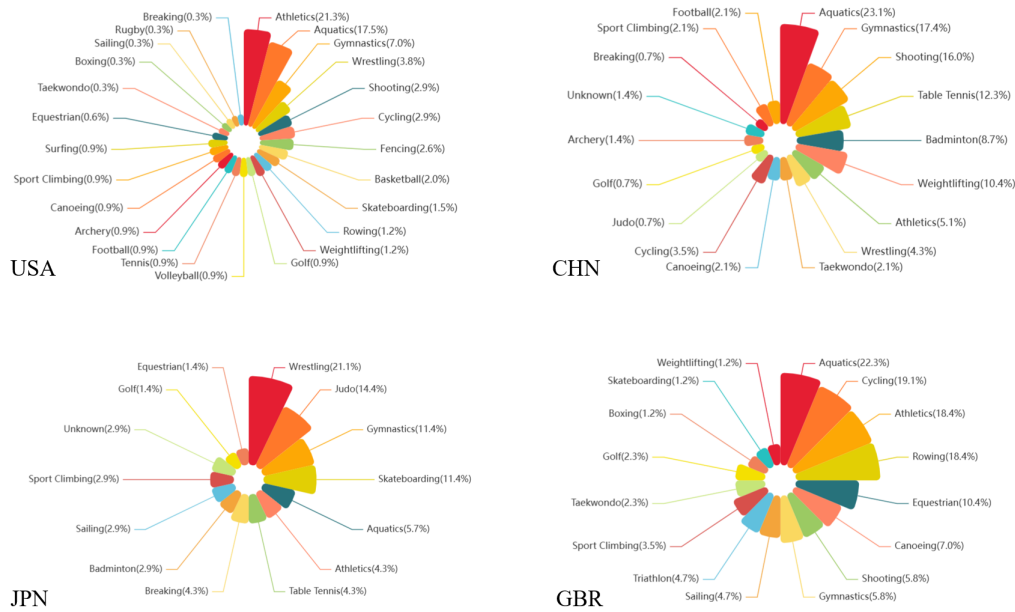 Breaking(0.3%)
Rugby(0.3%)
Sailing(0.3%)
Boxing(0.3%)
Taekwondo(0.3%)
Equestrian(0.6%)
Surfing(0.9%)
Sport Climbing(0.9%)
Canoeing(0.9%)
Archery(0.9%)
Football(0.9%)
Tennis(0.9%)
Volleyball(0.9%)
Athletics(21.3%)
Aquatics(17.5%)
Gymnastics(7.0%)
Wrestling(3.8%)
Shooting(2.9%)
Cycling(2.9%)
Fencing(2.6%)
Basketball(2.0%)
Skateboarding(1.5%)
Rowing(1.2%)
Weightlifting(1.2%)
Golf(0.9%)
USA
Football(2.1%)
Sport Climbing(2.1%)
Breaking(0.7%)
Unknown(1.4%)
Archery(1.4%)
Golf(0.7%)
Judo(0.7%)
Cycling(3.5%)
Canoeing(2.1%)
Aquatics(23.1%)
Gymnastics(17.4%)
Shooting(16.0%)
Table Tennis(12.3%)
Badminton(8.7%)
Weightlifting(10.4%)
Athletics(5.1%)
Wrestling(4.3%)
Taekwondo(2.1%)
CHN
Equestrian(1.4%)
Golf(1.4%)
Unknown(2.9%)
Sport Climbing(2.9%)
Sailing(2.9%)
Badminton(2.9%)
Breaking(4.3%)
Wrestling(21.1%)
Judo(14.4%)
Gymnastics(11.4%)
Skateboarding(11.4%)
Aquatics(5.7%)
Athletics(4.3%)
Table Tennis(4.3%)
JPN
Weightlifting(1.2%)
Skateboarding(1.2%)
Boxing(1.2%)
Golf(2.3%)
Taekwondo(2.3%)
Sport Climbing(3.5%)
Triathlon(4.7%)
Sailing(4.7%)
Aquatics(22.3%)
Cycling(19.1%)
Athletics(18.4%)
Rowing(18.4%)
Equestrian(10.4%)
Canoeing(7.0%)
Shooting(5.8%)
Gymnastics(5.8%)
GBR